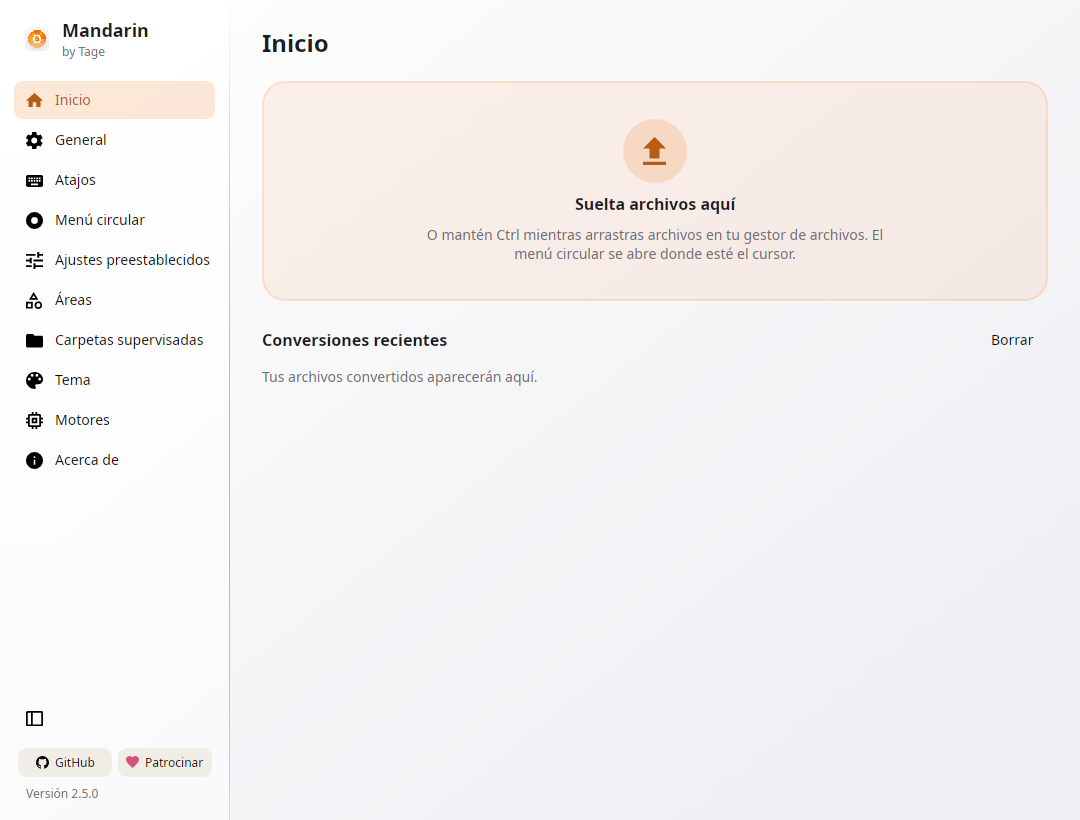 Mandarin
by Tage
Inicio
General
Atajos
Menú circular
Ajustes preestablecidos
Áreas
Carpetas supervisadas
Tema
Motores
Acerca de
GitHub
Patrocinar
Versión 2.5.0
Inicio
Suelta archivos aquí
O mantén Ctrl mientras arrastras archivos en tu gestor de archivos. El
menú circular se abre donde esté el cursor.
Conversiones recientes
Borrar
Tus archivos convertidos aparecerán aquí.